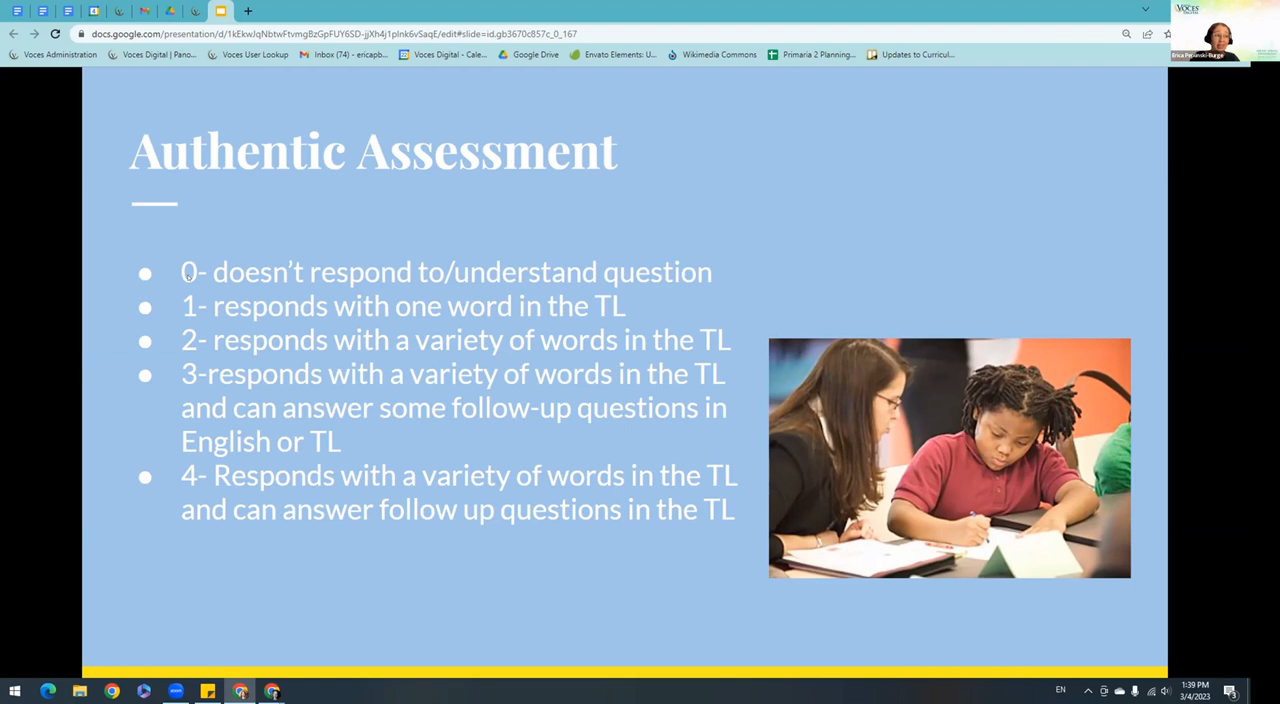 docs.google.com/presentation/d/1kEkwJqNbtwFtvmgBzGpFUY6SD-jjXh4j1pInk6vSaqE/edit#slide=id.gb3670c857c_0_167
Voces Administration Voces Digital | Pano... Voces User Lookup Inbox (74) – ericapb... Voces Digital - Cale... Google Drive Envato Elements: U... Wikimedia Commons Primaria 2 Planning... Updates to Curricul...
VOCES
Authentic Assessment
● 0- doesn’t respond to/understand question
● 1- responds with one word in the TL
● 2- responds with a variety of words in the TL
● 3-responds with a variety of words in the TL
and can answer some follow-up questions in
English or TL
● 4- Responds with a variety of words in the TL
and can answer follow up questions in the TL
zoom
EN
1:39 PM
3/4/2023
3